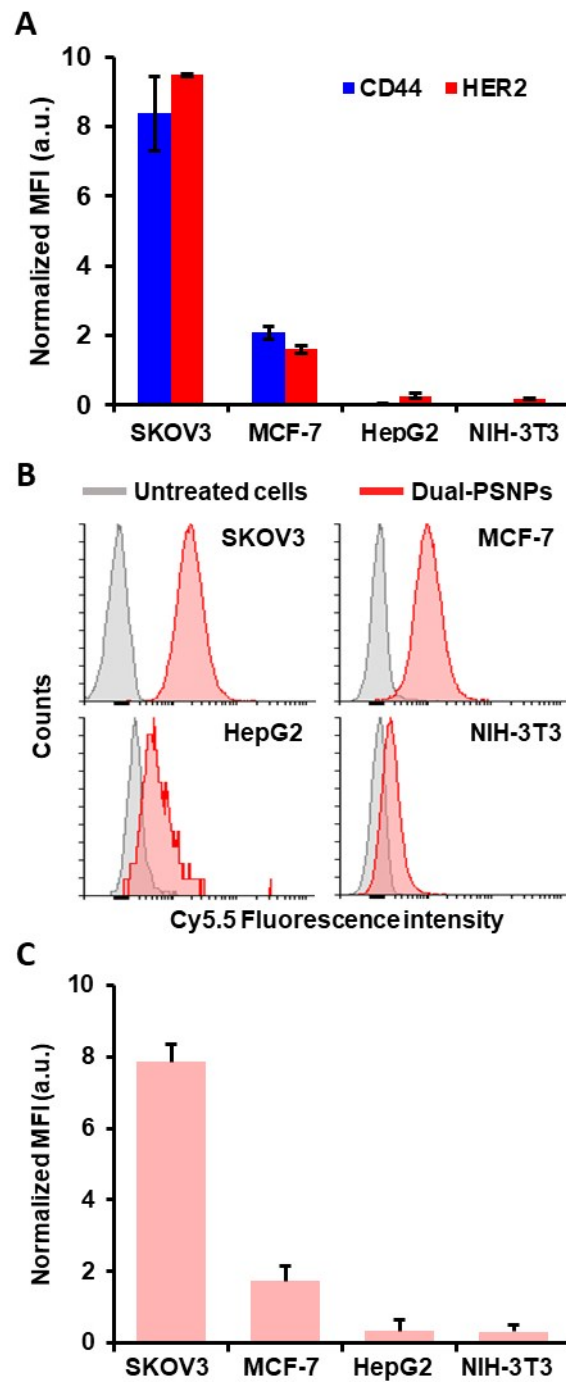 A
Normalized MFI (a.u.)
10
8
6
4
2
0
CD44 HER2
SKOV3 MCF-7 HepG2 NIH-3T3
B
Untreated cells Dual-PSNPs
SKOV3 MCF-7
HepG2 NIH-3T3
Counts
Cy5.5 Fluorescence intensity
C
Normalized MFI (a.u.)
10
8
6
4
2
0
SKOV3 MCF-7 HepG2 NIH-3T3